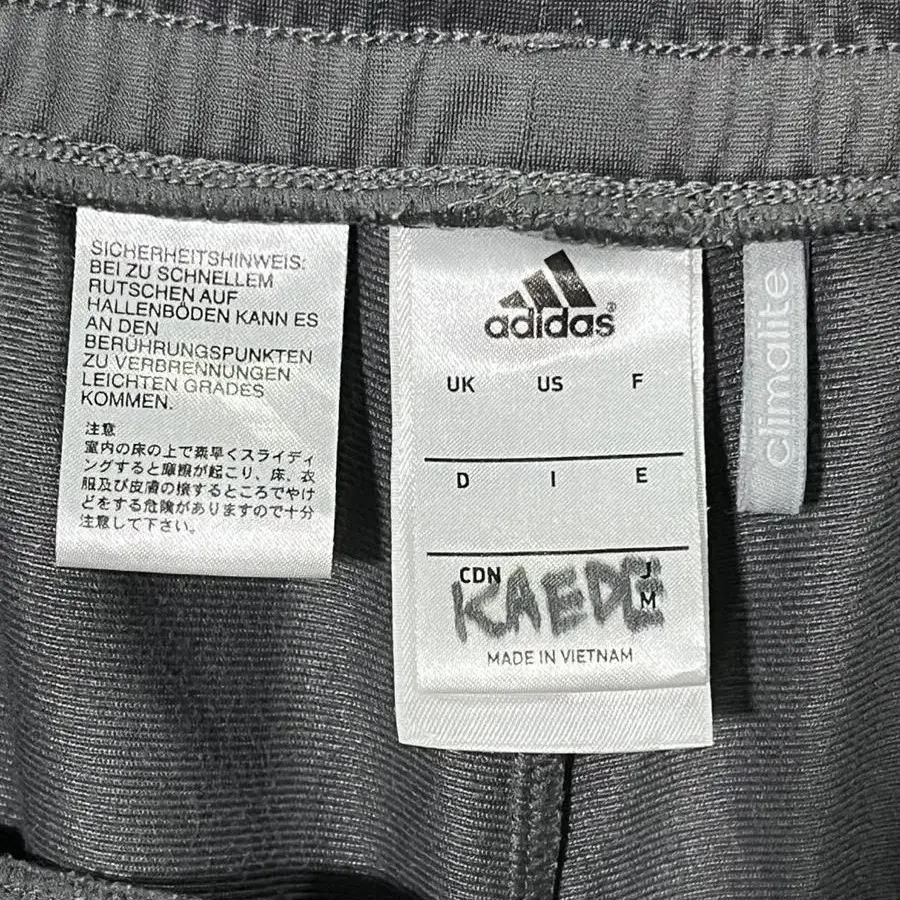 SICHERHEITSHINWEIS:
BEI ZU SCHNELLEM
RUTSCHEN AUF
HALLENBÖDEN KANN ES
AN DEN
BERÜHRUNGSPUNKTEN
ZU VERBRENNUNGEN
LEICHTEN GRADES
KOMMEN.
注意
室内の床の上で素早くスライディ
ングすると摩擦が起こり、床、衣
服及び皮膚の接するところでやけ
どをする危険がありますので十分
注意して下さい。
adidas®
UK US F
D I E
CDN J
M
KAEDE
MADE IN VIETNAM
climalite